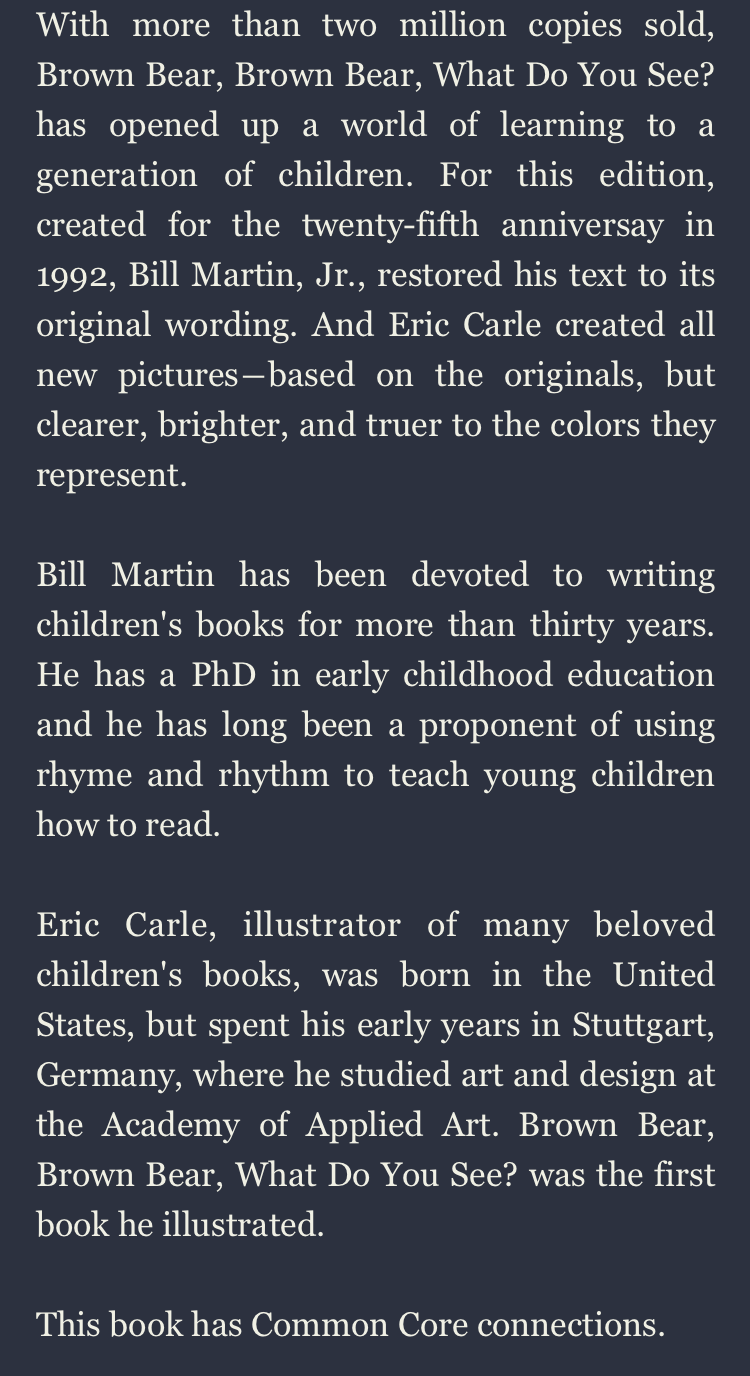 With more than two million copies sold,
Brown Bear, Brown Bear, What Do You See?
has opened up a world of learning to a
generation of children. For this edition,
created for the twenty-fifth anniversay in
1992, Bill Martin, Jr., restored his text to its
original wording. And Eric Carle created all
new pictures—based on the originals, but
clearer, brighter, and truer to the colors they
represent.
Bill Martin has been devoted to writing
children's books for more than thirty years.
He has a PhD in early childhood education
and he has long been a proponent of using
rhyme and rhythm to teach young children
how to read.
Eric Carle, illustrator of many beloved
children's books, was born in the United
States, but spent his early years in Stuttgart,
Germany, where he studied art and design at
the Academy of Applied Art. Brown Bear,
Brown Bear, What Do You See? was the first
book he illustrated.
This book has Common Core connections.